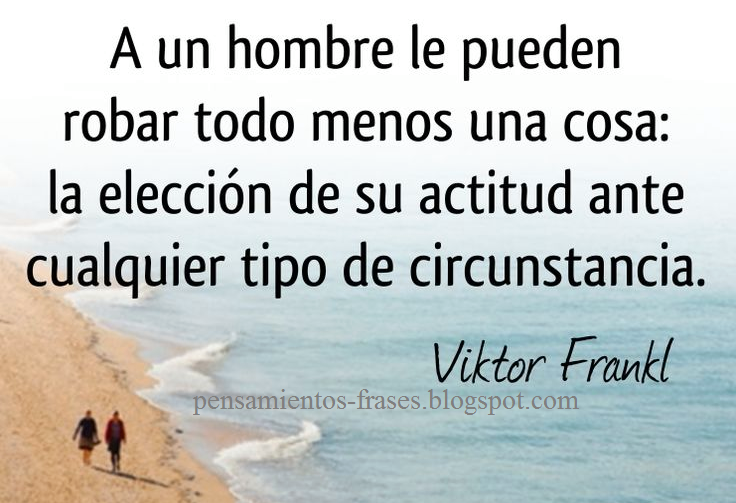 A un hombre le pueden
robar todo menos una cosa:
la elección de su actitud ante
cualquier tipo de circunstancia.
Viktor Frankl
pensamientos-frases.blogspot.com